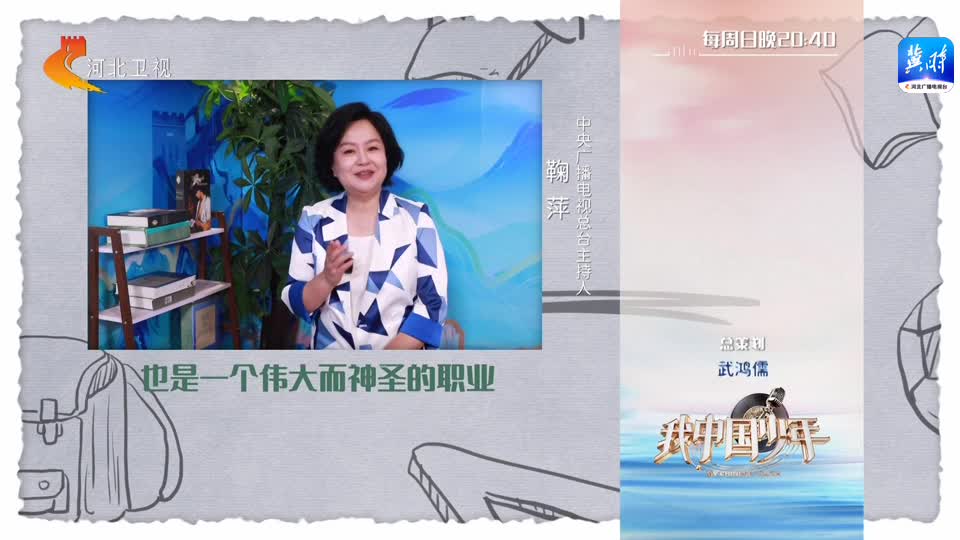 河北卫视
每周日晚20:40
冀时
河北广播电视台
中央广播电视总台主持人
鞠萍
也是一个伟大而神圣的职业
总策划
武鸿儒
我中国少年